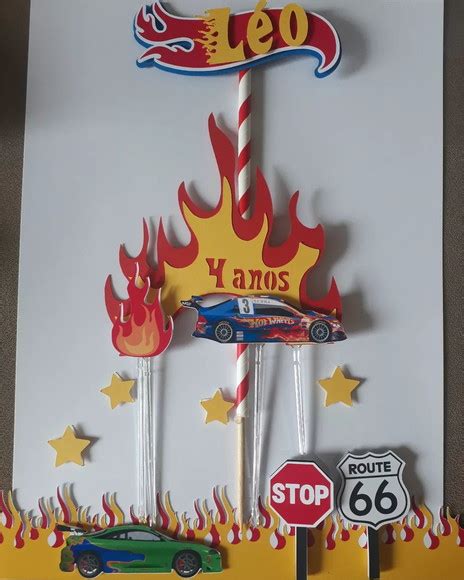 Léo
4 anos
3
HOT WHEELS
STOP
ROUTE
66